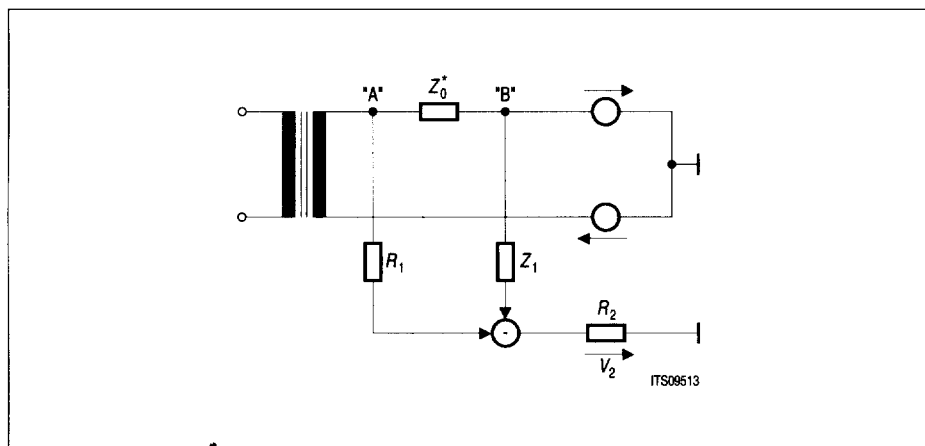 "A"
Z₀*
"B"
R₁
Z₁
-
R₂
V₂
ITS09513
*